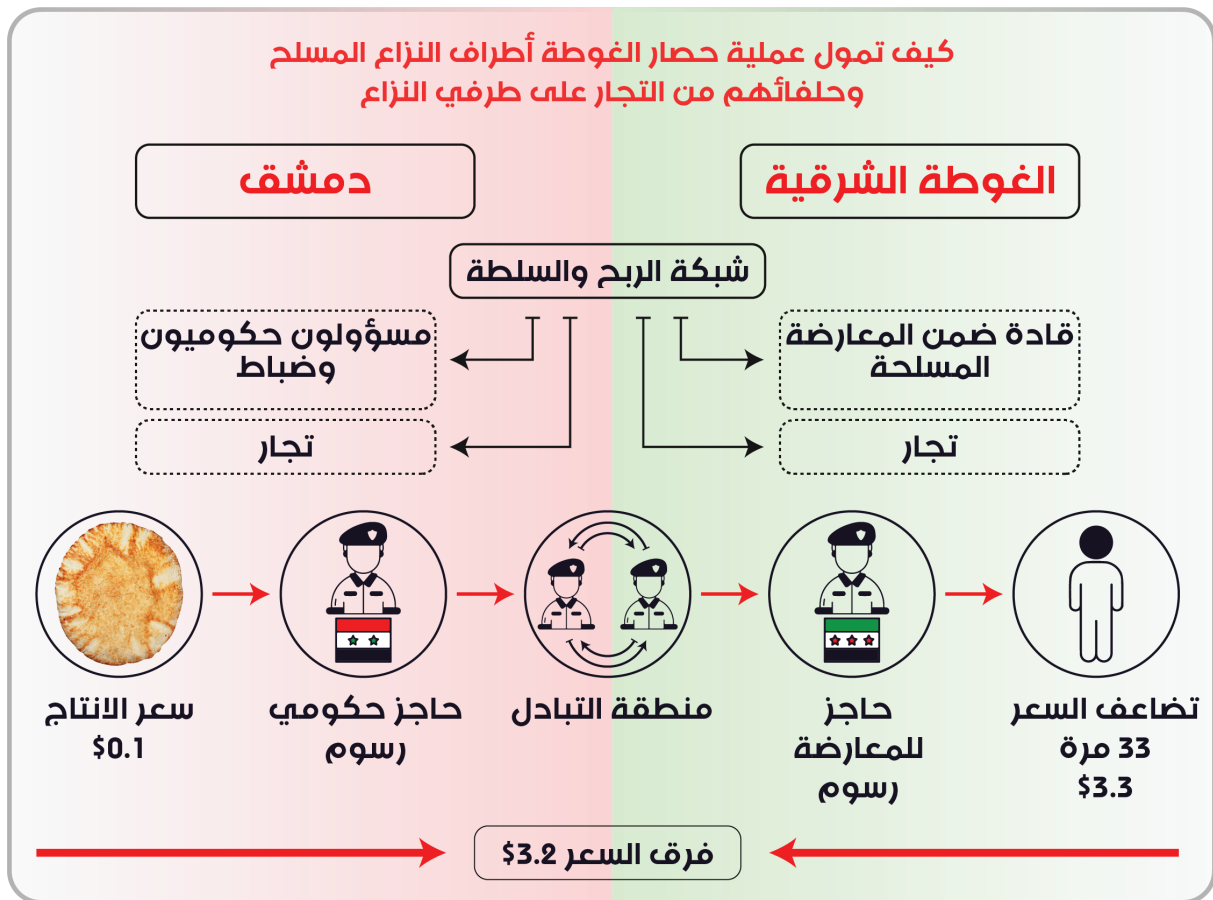 كيف تمول عملية حصار الغوطة أطراف النزاع المسلح
وحلفائهم من التجار على طرفي النزاع
الغوطة الشرقية
دمشق
شبكة الربح والسلطة
قادة ضمن المعارضة
المسلحة
تجار
مسؤولون حكوميون
وضباط
تجار
سعر الانتاج
$0.1
حاجز حكومي
رسوم
منطقة التبادل
حاجز
للمعارضة
رسوم
تضاعف السعر
33 مرة
$3.3
فرق السعر 3.2$